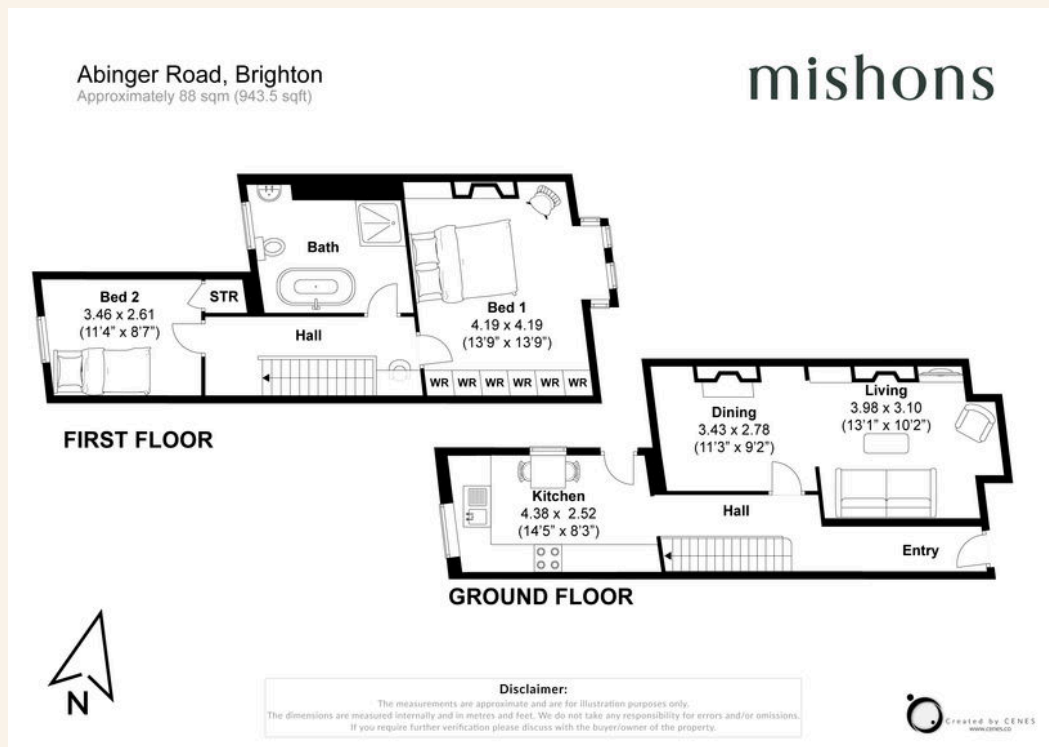 Abinger Road, Brighton
Approximately 88 sqm (943.5 sqft)
mishons
Bath
Bed 2
3.46 x 2.61
(11'4" x 8'7")
STR
Hall
Bed 1
4.19 x 4.19
(13'9" x 13'9")
WR WR WR WR WR WR
FIRST FLOOR
Dining
3.43 x 2.78
(11'3" x 9'2")
Living
3.98 x 3.10
(13'1" x 10'2")
Kitchen
4.38 x 2.52
(14'5" x 8'3")
Hall
Entry
GROUND FLOOR
N
Disclaimer:
The measurements are approximate and are for illustration purposes only.
The dimensions are measured internally and in metres and feet. We do not take any responsibility for errors and/or omissions.
If you require further verification please discuss with the buyer/owner of the property.
Created by CENES
www.cenes.co